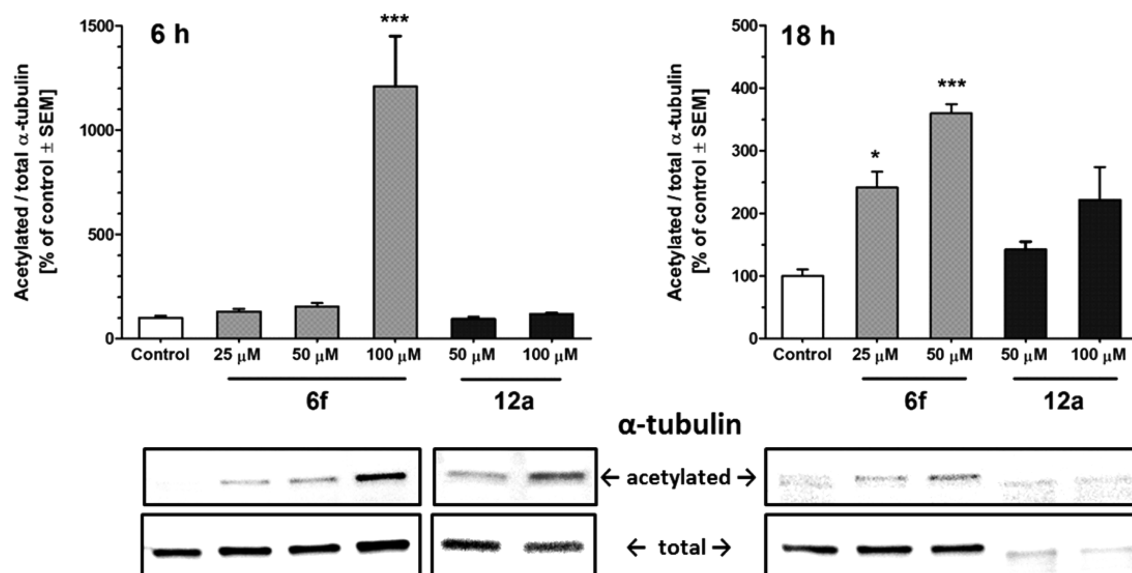 6 h
***
Acetylated / total α-tubulin
[% of control ± SEM]
1500
1000
500
0
Control 25 μM 50 μM 100 μM 50 μM 100 μM
6f 12a
18 h
*
***
Acetylated / total α-tubulin
[% of control ± SEM]
500
400
300
200
100
0
Control 25 μM 50 μM 50 μM 100 μM
6f 12a
α-tubulin
← acetylated →
← total →